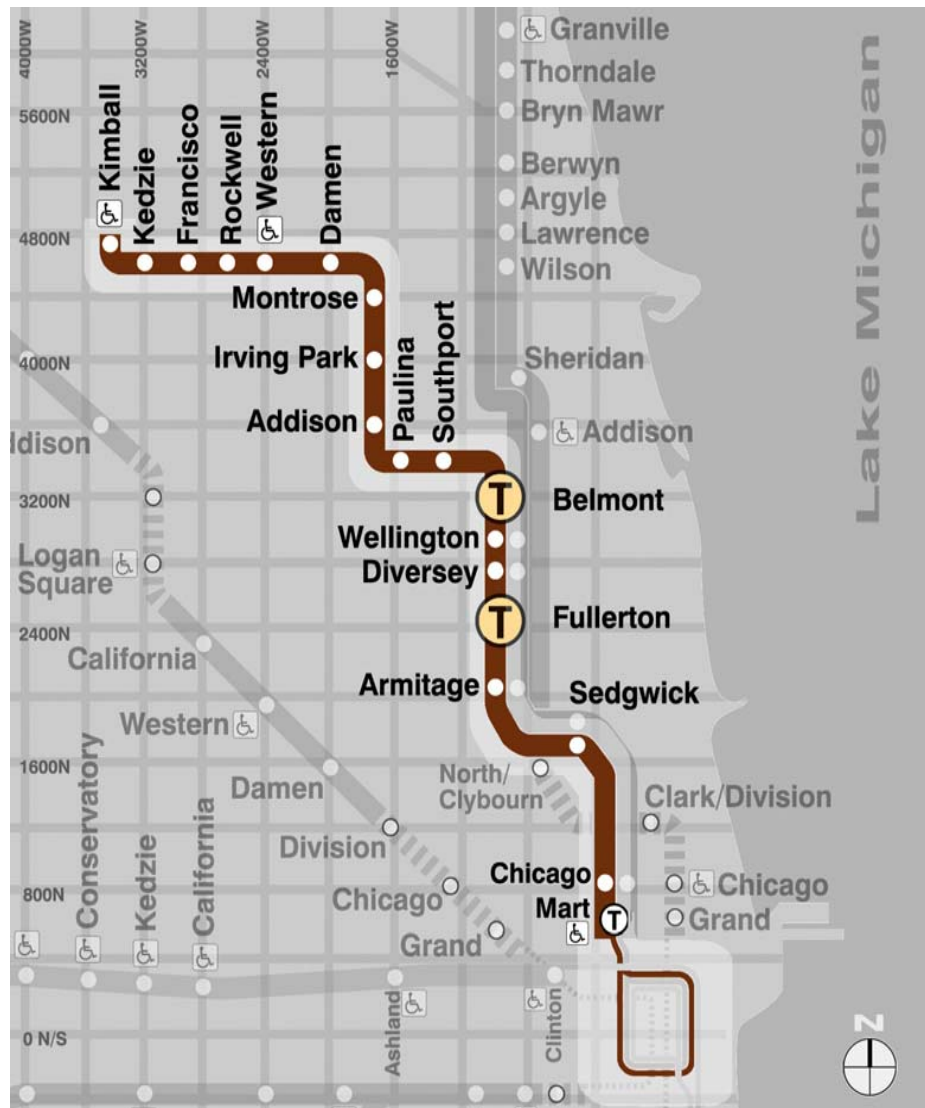 4000W
3200W
2400W
1600W
Granville
Thorndale
Bryn Mawr
Berwyn
Argyle
Lawrence
Wilson
Sheridan
Addison
Lake Michigan
5600N
4800N
4000N
3200N
2400N
1600N
800N
0 N/S
Kimball
Kedzie
Francisco
Rockwell
Western
Damen
Montrose
Irving Park
Addison
Paulina
Southport
T
Belmont
Wellington
Diversey
T
Fullerton
Armitage
Sedgwick
ddison
Logan
Square
California
Western
Damen
Division
Chicago
Grand
North/
Clybourn
Clark/Division
Chicago
Mart
T
Chicago
Grand
Conservatory
Kedzie
California
Ashland
Clinton
N